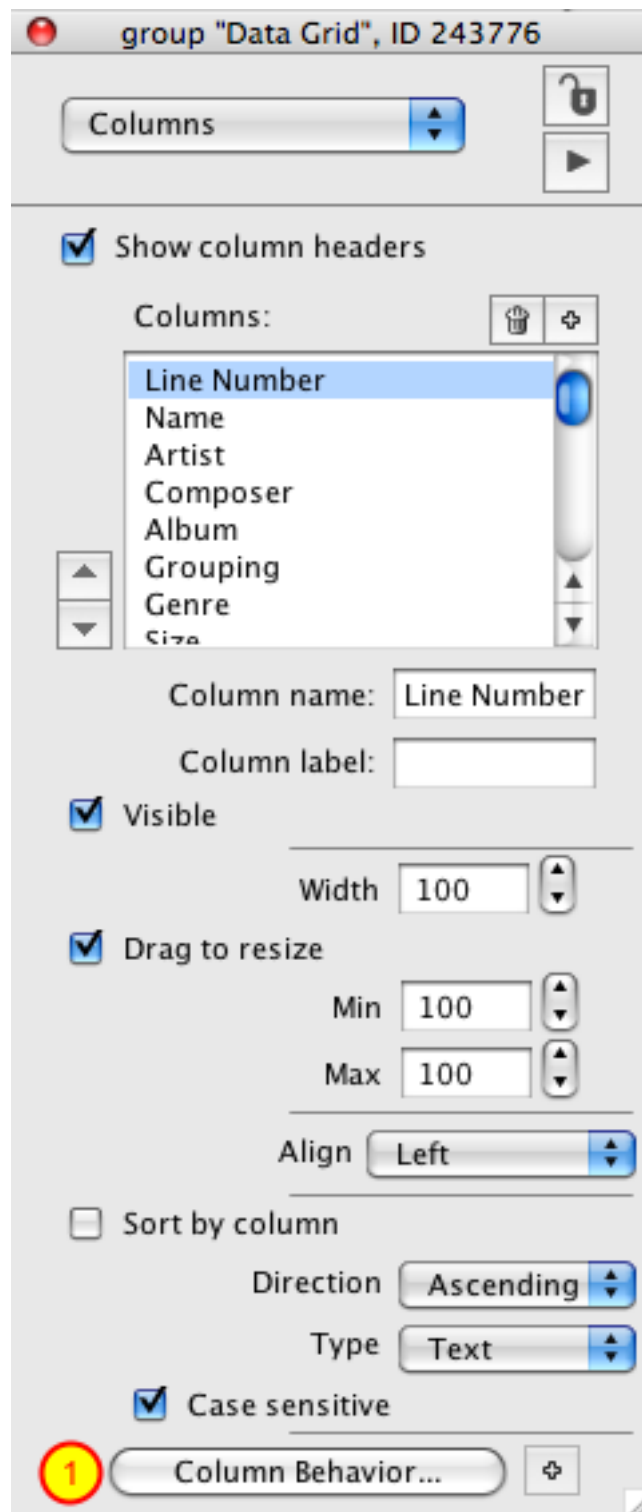 group "Data Grid", ID 243776
Columns
Show column headers
Columns:
Line Number
Name
Artist
Composer
Album
Grouping
Genre
Size
Column name: Line Number
Column label:
Visible
Width 100
Drag to resize
Min 100
Max 100
Align Left
Sort by column
Direction Ascending
Type Text
Case sensitive
1 Column Behavior...